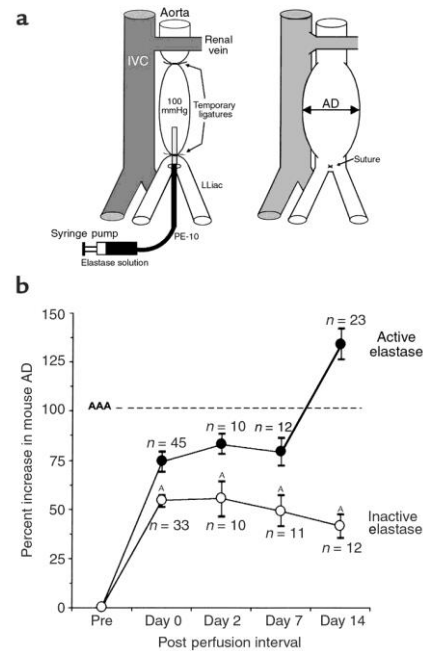 a
Aorta
Renal
vein
IVC
100
mmHg
Temporary
ligatures
LLiac
Syringe pump
PE-10
Elastase solution
AD
Suture
b
Percent increase in mouse AD
150
125
100
75
50
25
0
AAA
n = 45
n = 10
n = 12
n = 23
Active
elastase
A
A
A
A
n = 33
n = 10
n = 11
n = 12
Inactive
elastase
Pre
Day 0
Day 2
Day 7
Day 14
Post perfusion interval